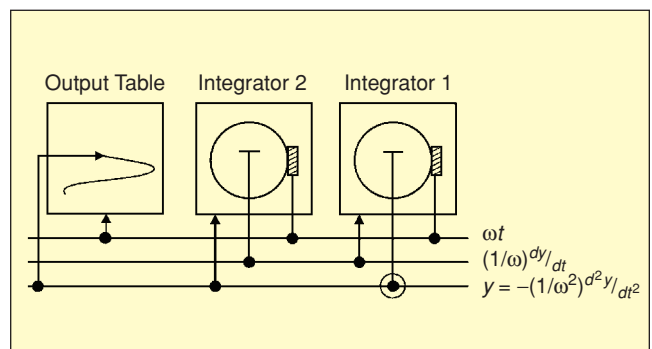 Output Table Integrator 2 Integrator 1
ωt
(1/ω)dy/dt
y = −(1/ω²)d²y/dt²